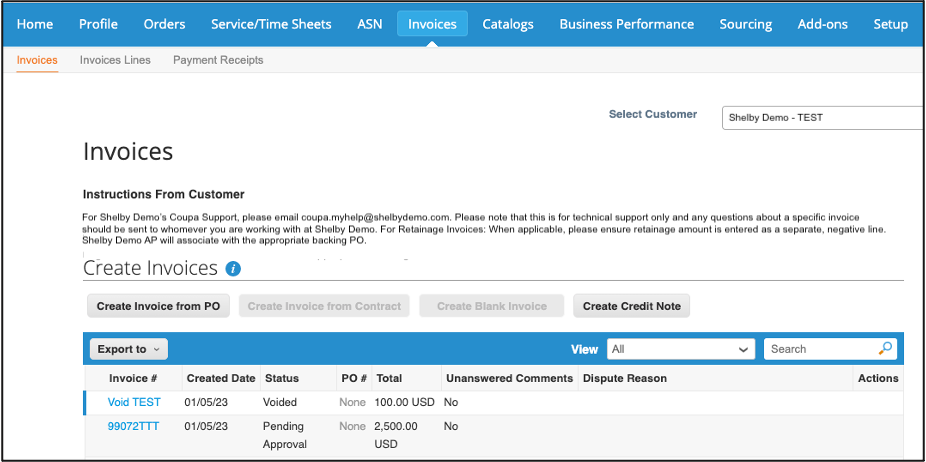 Home Profile Orders Service/Time Sheets ASN Invoices Catalogs Business Performance Sourcing Add-ons Setup
Invoices Invoices Lines Payment Receipts
Select Customer Shelby Demo - TEST
Invoices
Instructions From Customer
For Shelby Demo's Coupa Support, please email coupa.myhelp@shelbydemo.com. Please note that this is for technical support only and any questions about a specific invoice
should be sent to whomever you are working with at Shelby Demo. For Retainage Invoices: When applicable, please ensure retainage amount is entered as a separate, negative line.
Shelby Demo AP will associate with the appropriate backing PO.
Create Invoices i
Create Invoice from PO Create Invoice from Contract Create Blank Invoice Create Credit Note
Export to View All Search
Invoice # Created Date Status PO # Total Unanswered Comments Dispute Reason Actions
Void TEST 01/05/23 Voided None 100.00 USD No
99072TTT 01/05/23 Pending None 2,500.00 No
Approval USD